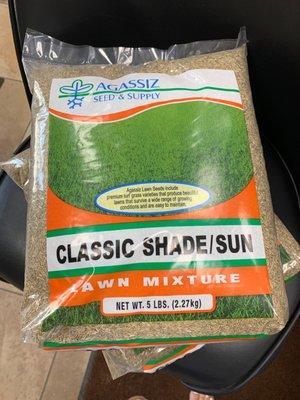 AGASSIZ
SEED & SUPPLY
Agassiz Lawn Seeds include
premium turf grass varieties that produce beautiful
lawns that survive a wide range of growing
conditions and are easy to maintain.
CLASSIC SHADE/SUN
LAWN MIXTURE
NET WT. 5 LBS. (2.27kg)